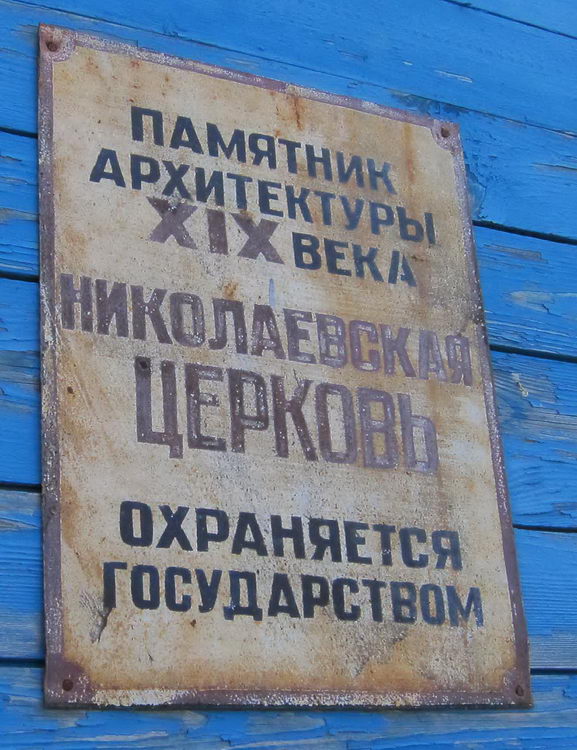 ПАМЯТНИК
АРХИТЕКТУРЫ
XIX ВЕКА
НИКОЛАЕВСКАЯ
ЦЕРКОВЬ
ОХРАНЯЕТСЯ
ГОСУДАРСТВОМ